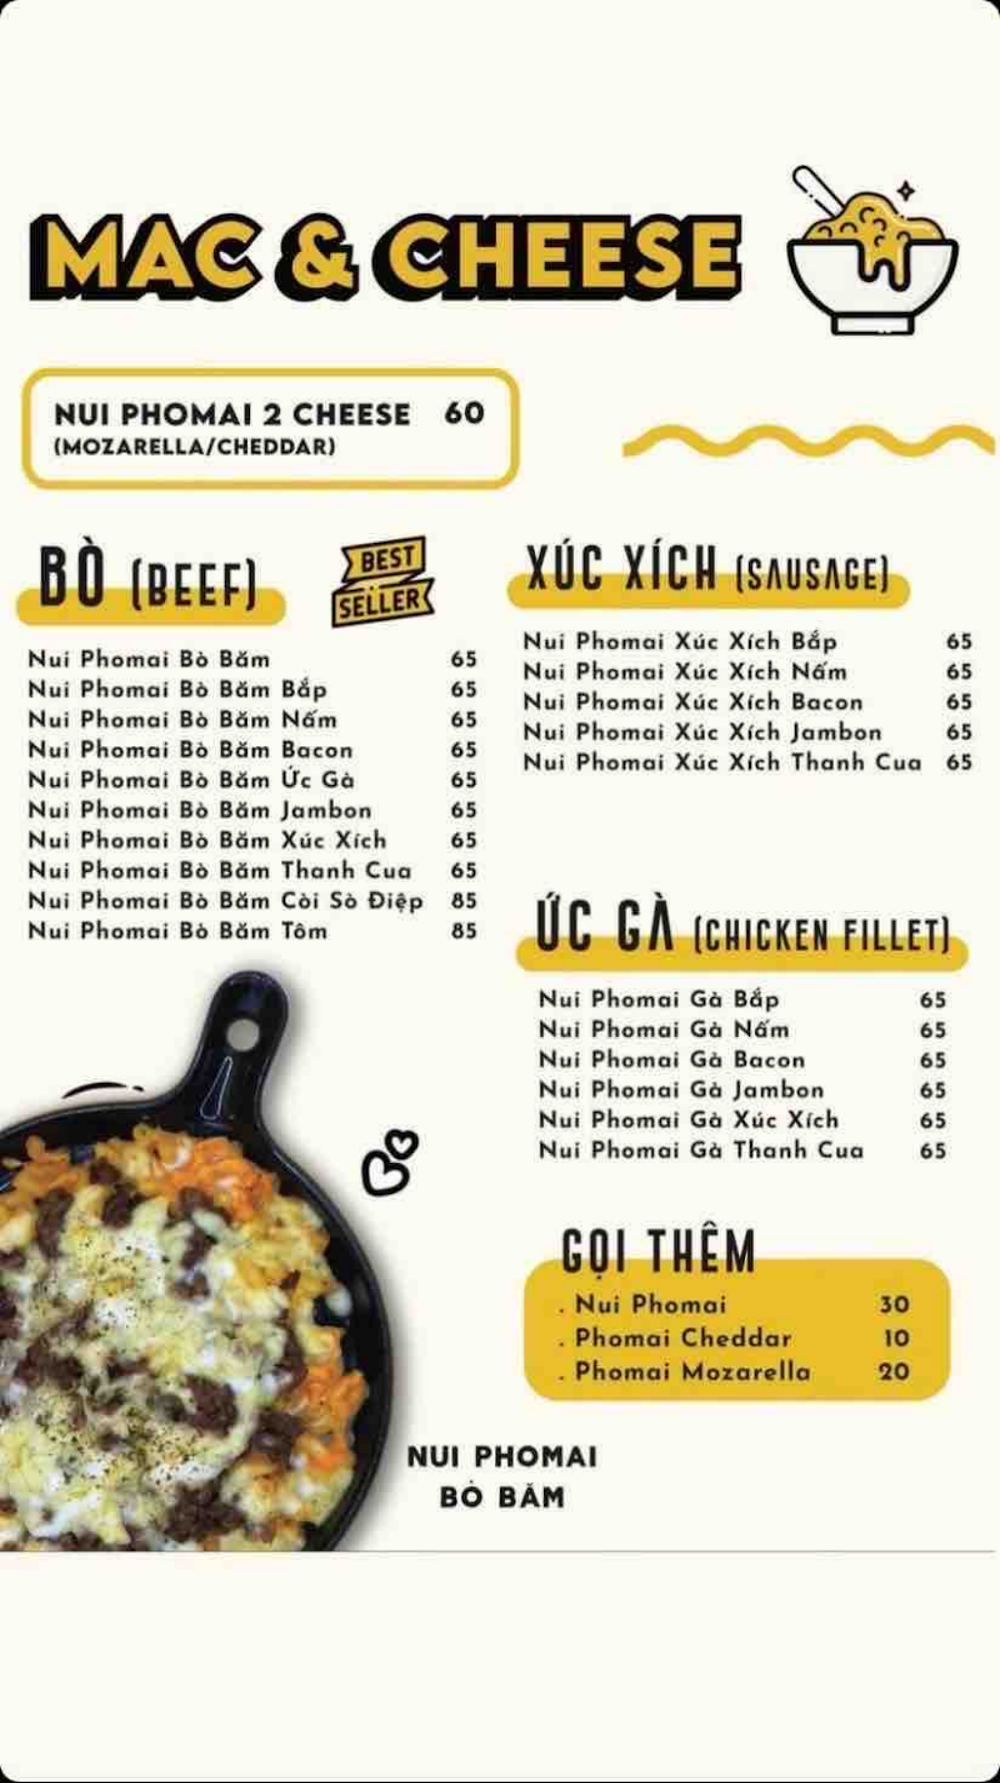 MAC & CHEESE
NUI PHOMAI 2 CHEESE 60
(MOZARELLA/CHEDDAR)
BÒ (BEEF)
BEST
SELLER
Nui Phomai Bò Băm 65
Nui Phomai Bò Băm Bắp 65
Nui Phomai Bò Băm Nấm 65
Nui Phomai Bò Băm Bacon 65
Nui Phomai Bò Băm Ức Gà 65
Nui Phomai Bò Băm Jambon 65
Nui Phomai Bò Băm Xúc Xích 65
Nui Phomai Bò Băm Thanh Cua 65
Nui Phomai Bò Băm Còi Sò Điệp 85
Nui Phomai Bò Băm Tôm 85
XÚC XÍCH (SAUSAGE)
Nui Phomai Xúc Xích Bắp 65
Nui Phomai Xúc Xích Nấm 65
Nui Phomai Xúc Xích Bacon 65
Nui Phomai Xúc Xích Jambon 65
Nui Phomai Xúc Xích Thanh Cua 65
ỨC GÀ (CHICKEN FILLET)
Nui Phomai Gà Bắp 65
Nui Phomai Gà Nấm 65
Nui Phomai Gà Bacon 65
Nui Phomai Gà Jambon 65
Nui Phomai Gà Xúc Xích 65
Nui Phomai Gà Thanh Cua 65
GỌI THÊM
. Nui Phomai 30
. Phomai Cheddar 10
. Phomai Mozarella 20
NUI PHOMAI
BÒ BĂM